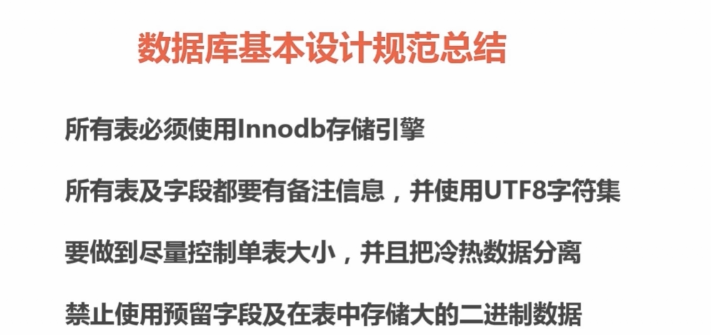 数据库基本设计规范总结
所有表必须使用Innodb存储引擎
所有表及字段都要有备注信息，并使用UTF8字符集
要做到尽量控制单表大小，并且把冷热数据分离
禁止使用预留字段及在表中存储大的二进制数据